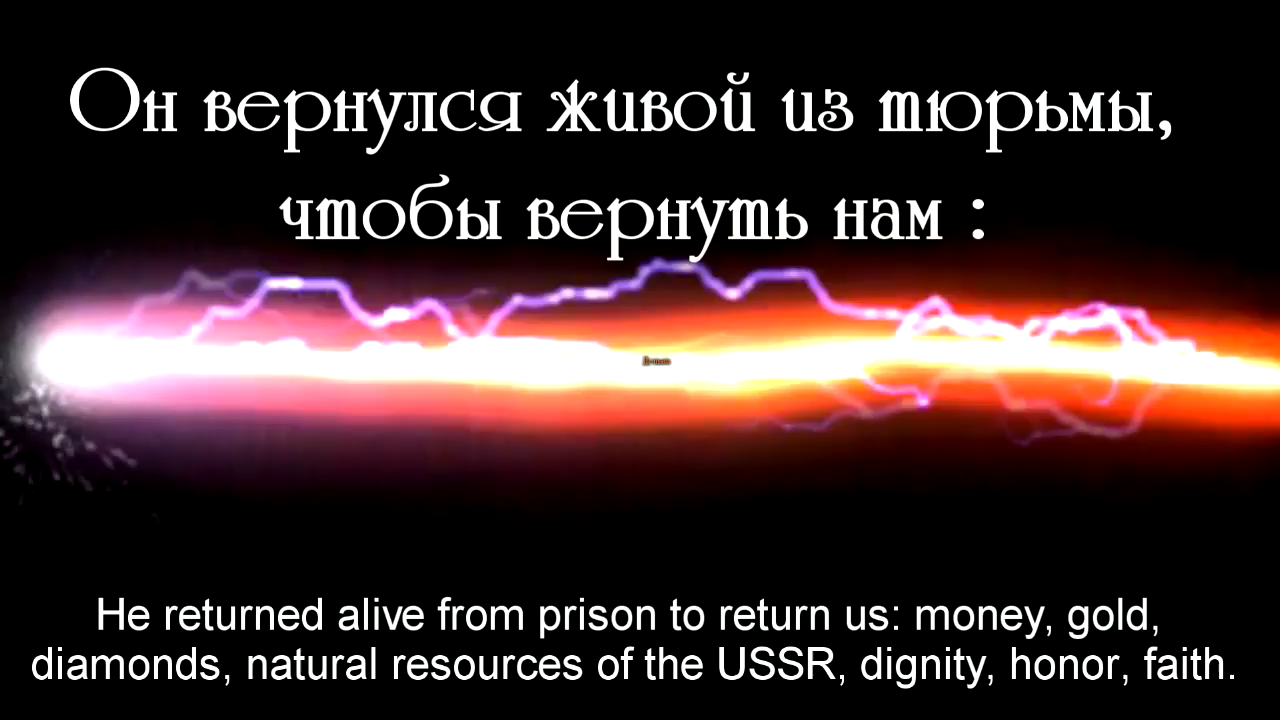 Он вернулся живой из тюрьмы,
чтобы вернуть нам :
He returned alive from prison to return us: money, gold,
diamonds, natural resources of the USSR, dignity, honor, faith.